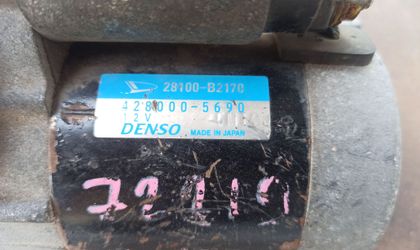 28100-B2170
428000-5690
12V
DENSO MADE IN JAPAN